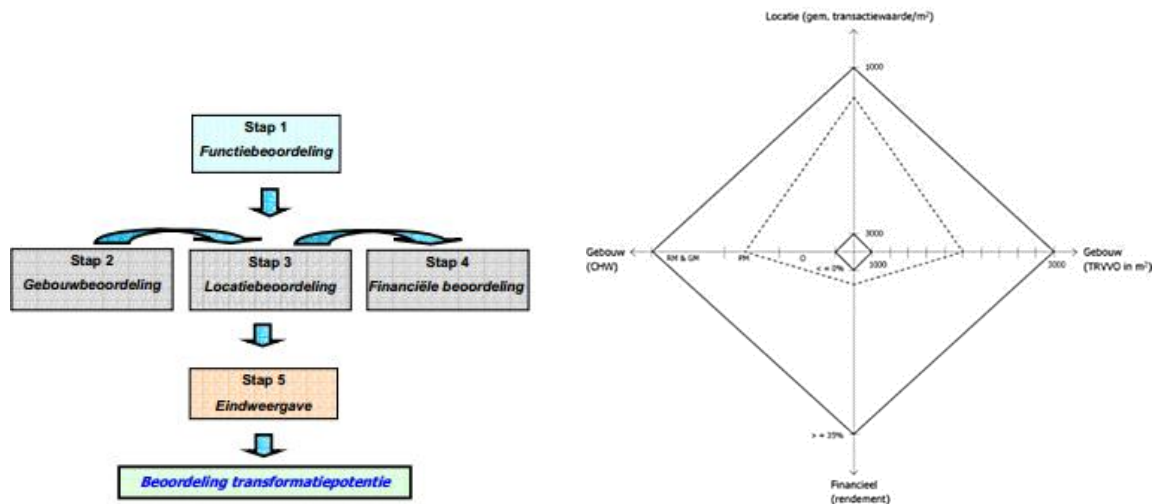 Stap 1
Functiebeoordeling
Stap 2
Gebouwbeoordeling
Stap 3
Locatiebeoordeling
Stap 4
Financiële beoordeling
Stap 5
Eindweergave
Beoordeling transformatiepotentie
Locatie (gem. transactiewaarde/m²)
1000
3000
Gebouw
(CHW)
RM & GM
PM
O
< = 0%
1000
3000
Gebouw
(TRVVO in m²)
> = 35%
Financieel
(rendement)